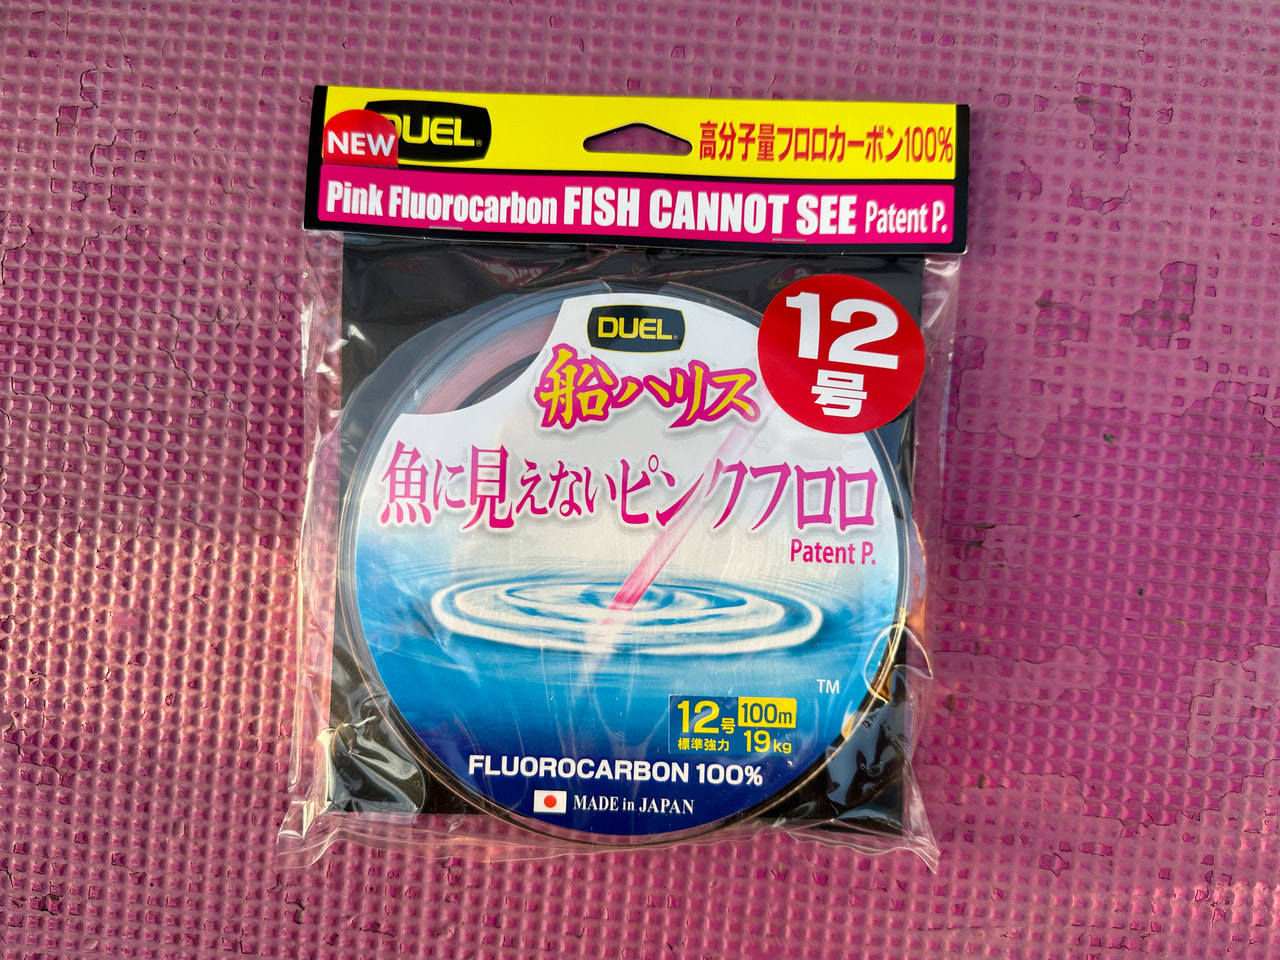 NEW
DUEL®
高分子量フロロカーボン100%
Pink Fluorocarbon FISH CANNOT SEE Patent P.
12号
DUEL®
船ハリス
魚に見えないピンクフロロ
Patent P.
TM
12号 100m
標準強力 19kg
FLUOROCARBON 100%
MADE in JAPAN